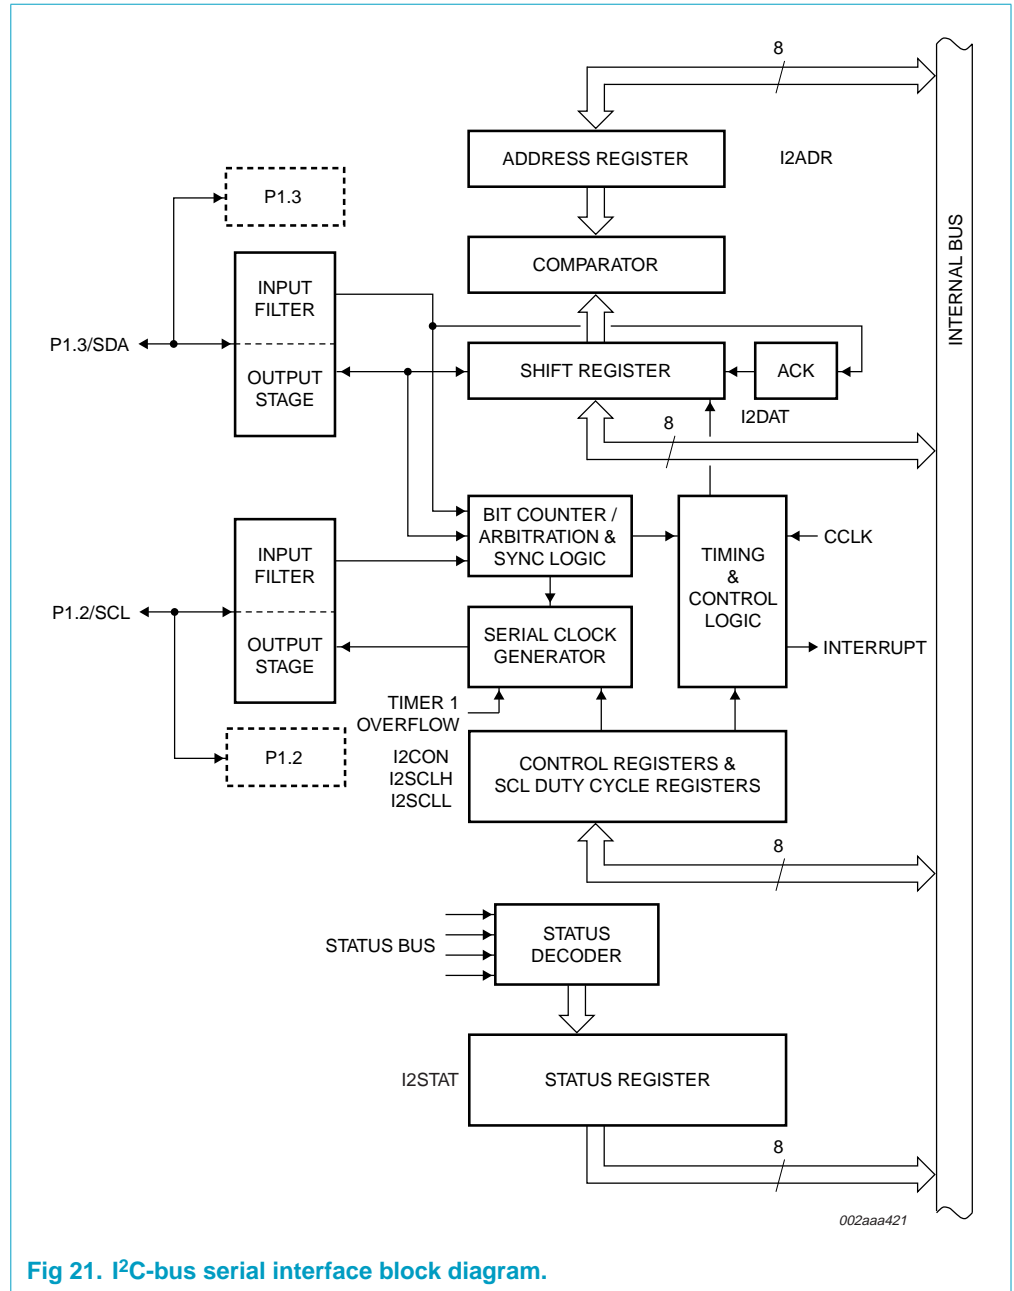 8
ADDRESS REGISTER
I2ADR
P1.3
INTERNAL BUS
COMPARATOR
INPUT
FILTER
P1.3/SDA
OUTPUT
STAGE
SHIFT REGISTER
ACK
I2DAT
8
BIT COUNTER /
ARBITRATION &
SYNC LOGIC
INPUT
FILTER
TIMING
&
CONTROL
LOGIC
CCLK
P1.2/SCL
OUTPUT
STAGE
SERIAL CLOCK
GENERATOR
INTERRUPT
TIMER 1
OVERFLOW
P1.2
I2CON
I2SCLH
I2SCLL
CONTROL REGISTERS &
SCL DUTY CYCLE REGISTERS
8
STATUS BUS
STATUS
DECODER
I2STAT
STATUS REGISTER
8
002aaa421
Fig 21. I²C-bus serial interface block diagram.